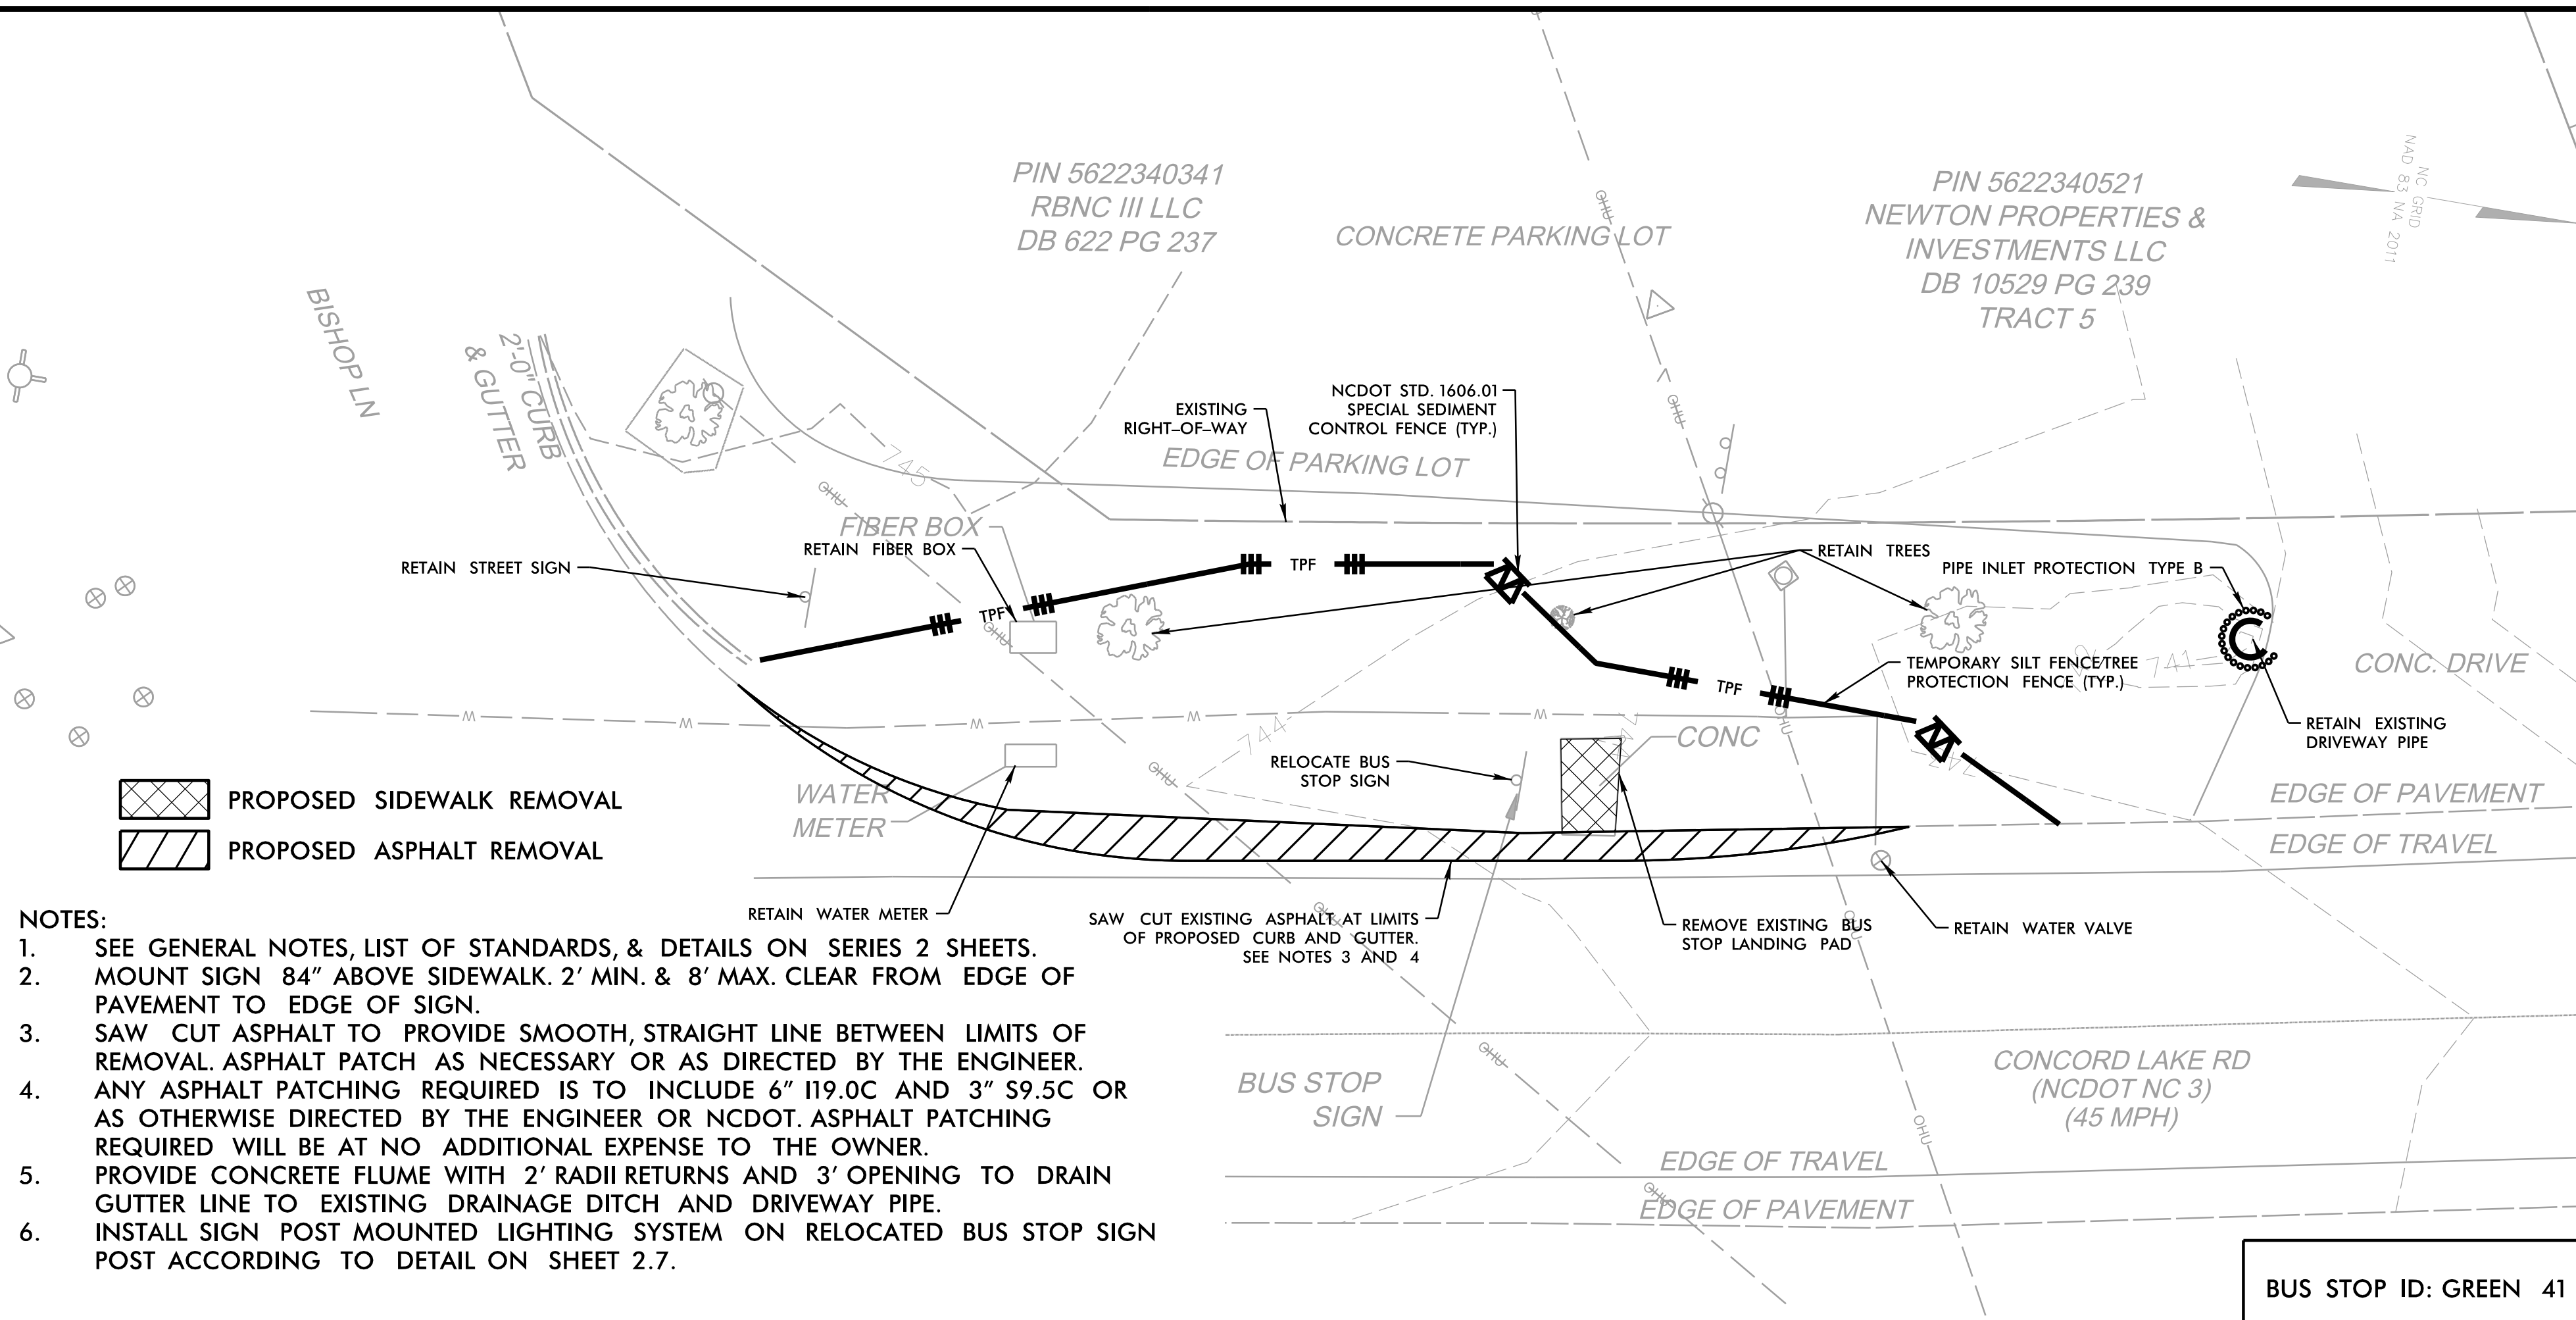 PIN 5622340341
RBNC III LLC
DB 622 PG 237
CONCRETE PARKING LOT
PIN 5622340521
NEWTON PROPERTIES &
INVESTMENTS LLC
DB 10529 PG 239
TRACT 5
NC GRID
NAD 83 NA 2011
BISHOP LN
2'-0" CURB
& GUTTER
OHU
OHU
NCDOT STD. 1606.01
SPECIAL SEDIMENT
CONTROL FENCE (TYP.)
EXISTING
RIGHT-OF-WAY
EDGE OF PARKING LOT
745
OHU
FIBER BOX
RETAIN FIBER BOX
RETAIN STREET SIGN
TPF
TPF
OHU
RETAIN TREES
PIPE INLET PROTECTION TYPE B
TEMPORARY SILT FENCE/TREE
PROTECTION FENCE (TYP.)
741
CONC. DRIVE
TPF
OHU
RETAIN EXISTING
DRIVEWAY PIPE
W
W
W
W
W
744
CONC
RELOCATE BUS
STOP SIGN
OHU
WATER
METER
PROPOSED SIDEWALK REMOVAL
PROPOSED ASPHALT REMOVAL
EDGE OF PAVEMENT
EDGE OF TRAVEL
RETAIN WATER METER
SAW CUT EXISTING ASPHALT AT LIMITS
OF PROPOSED CURB AND GUTTER.
SEE NOTES 3 AND 4
OHU
REMOVE EXISTING BUS
STOP LANDING PAD
OHU
RETAIN WATER VALVE
NOTES:
1. SEE GENERAL NOTES, LIST OF STANDARDS, & DETAILS ON SERIES 2 SHEETS.
2. MOUNT SIGN 84" ABOVE SIDEWALK. 2' MIN. & 8' MAX. CLEAR FROM EDGE OF
PAVEMENT TO EDGE OF SIGN.
3. SAW CUT ASPHALT TO PROVIDE SMOOTH, STRAIGHT LINE BETWEEN LIMITS OF
REMOVAL. ASPHALT PATCH AS NECESSARY OR AS DIRECTED BY THE ENGINEER.
4. ANY ASPHALT PATCHING REQUIRED IS TO INCLUDE 6" I19.0C AND 3" S9.5C OR
AS OTHERWISE DIRECTED BY THE ENGINEER OR NCDOT. ASPHALT PATCHING
REQUIRED WILL BE AT NO ADDITIONAL EXPENSE TO THE OWNER.
5. PROVIDE CONCRETE FLUME WITH 2' RADII RETURNS AND 3' OPENING TO DRAIN
GUTTER LINE TO EXISTING DRAINAGE DITCH AND DRIVEWAY PIPE.
6. INSTALL SIGN POST MOUNTED LIGHTING SYSTEM ON RELOCATED BUS STOP SIGN
POST ACCORDING TO DETAIL ON SHEET 2.7.
OHU
BUS STOP
SIGN
CONCORD LAKE RD
(NCDOT NC 3)
(45 MPH)
OHU
EDGE OF TRAVEL
OHU
EDGE OF PAVEMENT
BUS STOP ID: GREEN 41